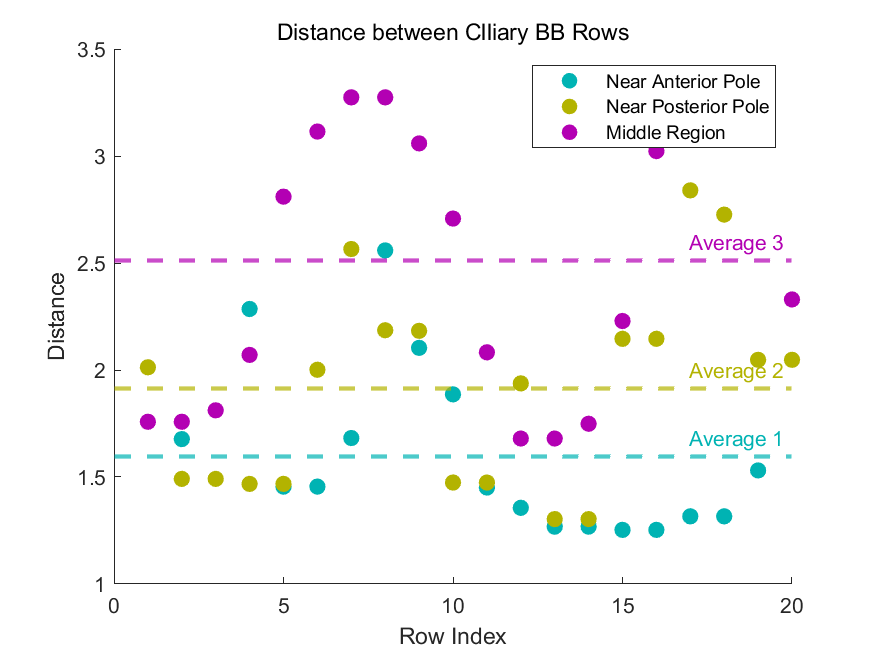 Distance between CIliary BB Rows
3.5
3
2.5
2
1.5
1
Distance
Near Anterior Pole
Near Posterior Pole
Middle Region
Average 3
Average 2
Average 1
0
5
10
15
20
Row Index